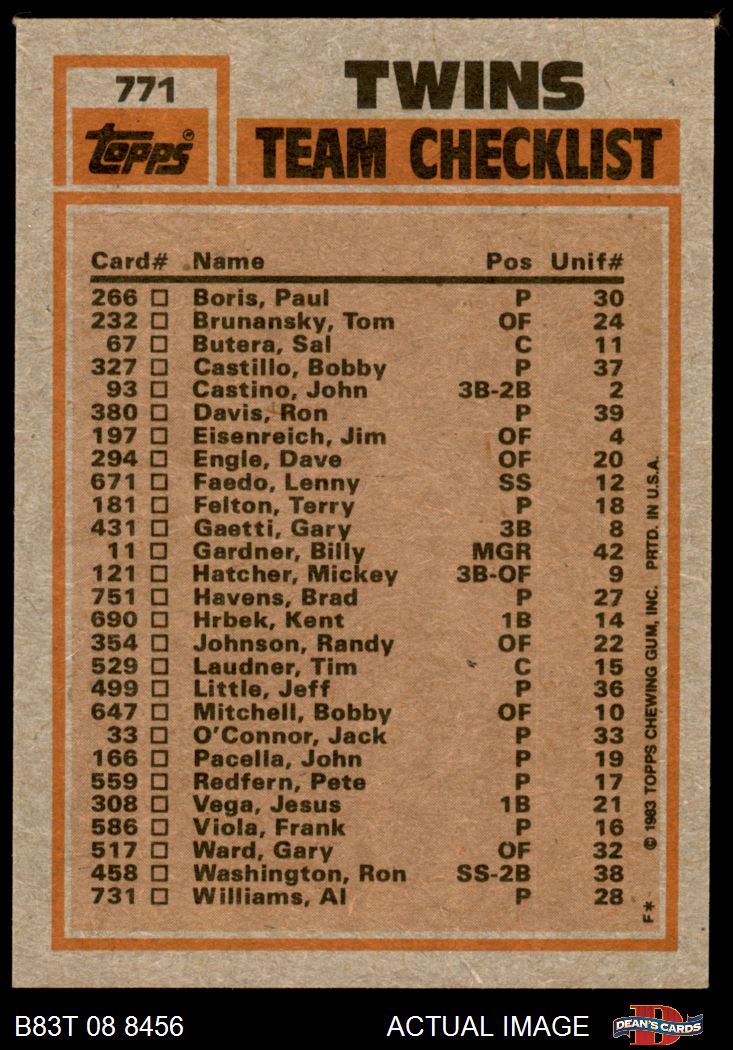 771
TWINS
Topps®
TEAM CHECKLIST
Card# Name Pos Unif#
266 Boris, Paul P 30
232 Brunansky, Tom OF 24
67 Butera, Sal C 11
327 Castillo, Bobby P 37
93 Castino, John 3B-2B 2
380 Davis, Ron P 39
197 Eisenreich, Jim OF 4
294 Engle, Dave OF 20
671 Faedo, Lenny SS 12
181 Felton, Terry P 18
431 Gaetti, Gary 3B 8
11 Gardner, Billy MGR 42
121 Hatcher, Mickey 3B-OF 9
751 Havens, Brad P 27
690 Hrbek, Kent 1B 14
354 Johnson, Randy OF 22
529 Laudner, Tim C 15
499 Little, Jeff P 36
647 Mitchell, Bobby OF 10
33 O'Connor, Jack P 33
166 Pacella, John P 19
559 Redfern, Pete P 17
308 Vega, Jesus 1B 21
586 Viola, Frank P 16
517 Ward, Gary OF 32
458 Washington, Ron SS-2B 38
731 Williams, Al P 28
F* © 1983 TOPPS CHEWING GUM, INC. PRTD. IN U.S.A.
B83T 08 8456 ACTUAL IMAGE
D DEAN'S CARDS